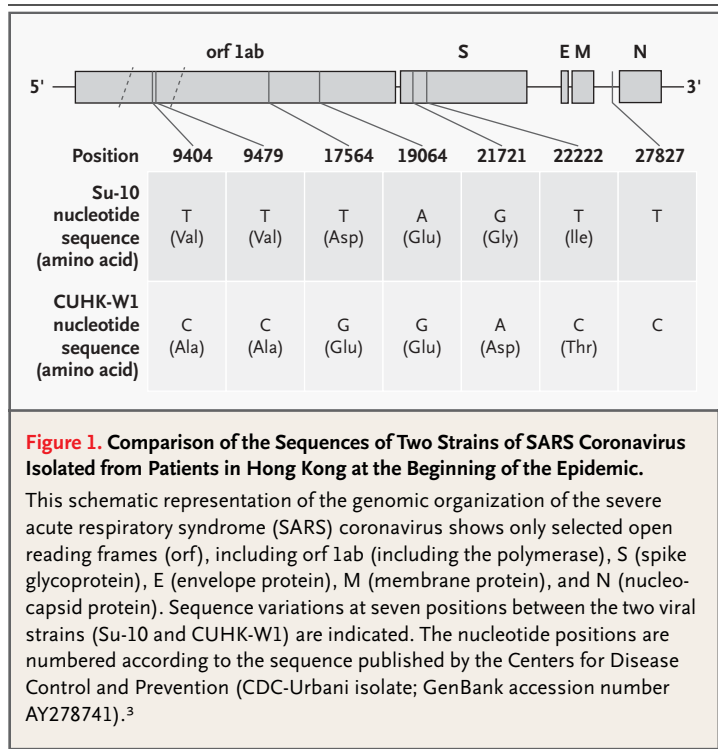 orf 1ab S E M N
5' 3'
Position 9404 9479 17564 19064 21721 22222 27827
Su-10
nucleotide
sequence
(amino acid)
T T T A G T T
(Val) (Val) (Asp) (Glu) (Gly) (Ile)
CUHK-W1
nucleotide
sequence
(amino acid)
C C G G A C C
(Ala) (Ala) (Glu) (Glu) (Asp) (Thr)
Figure 1. Comparison of the Sequences of Two Strains of SARS Coronavirus
Isolated from Patients in Hong Kong at the Beginning of the Epidemic.
This schematic representation of the genomic organization of the severe
acute respiratory syndrome (SARS) coronavirus shows only selected open
reading frames (orf), including orf 1ab (including the polymerase), S (spike
glycoprotein), E (envelope protein), M (membrane protein), and N (nucleo-
capsid protein). Sequence variations at seven positions between the two viral
strains (Su-10 and CUHK-W1) are indicated. The nucleotide positions are
numbered according to the sequence published by the Centers for Disease
Control and Prevention (CDC-Urbani isolate; GenBank accession number
AY278741).³